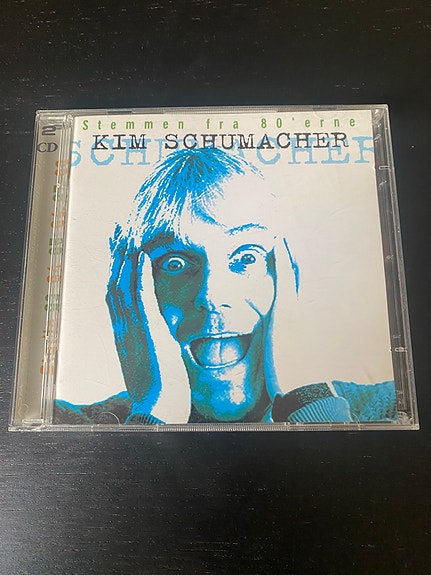 Stemmen fra 80'erne
2
CD
KIM SCHUMACHER
SCHUMACHER